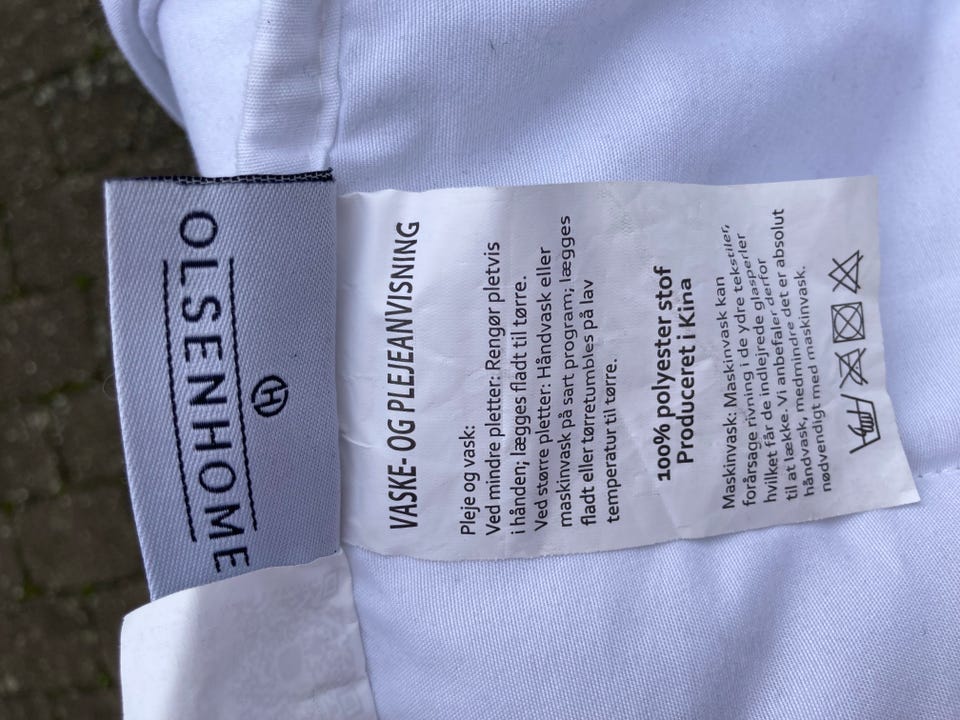 OLSENHOME
H
VASKE- OG PLEJEANVISNING
Pleje og vask:
Ved mindre pletter: Rengør pletvis
i hånden; lægges fladt til tørre.
Ved større pletter: Håndvask eller
maskinvask på sart program; lægges
fladt eller tørretumbles på lav
temperatur til tørre.
100% polyester stof
Produceret i Kina
Maskinvask: Maskinvask kan
forårsage rivning i de ydre tekstiler,
hvilket får de indlejrede glasperler
til at lække. Vi anbefaler derfor
håndvask, medmindre det er absolut
nødvendigt med maskinvask.